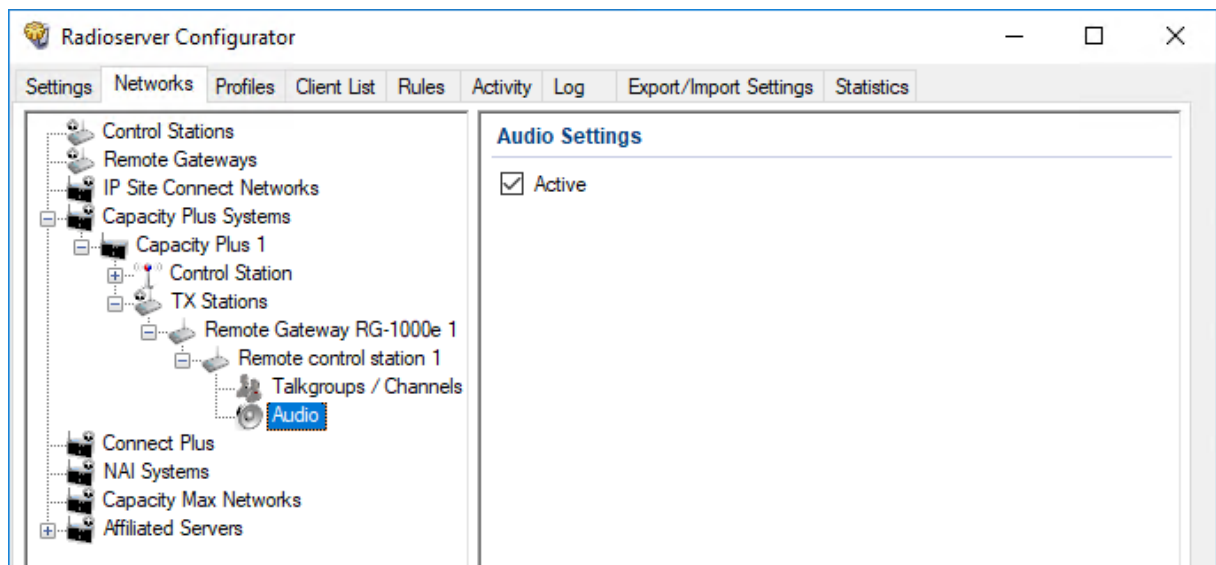 Radioserver Configurator
Settings Networks Profiles Client List Rules Activity Log Export/Import Settings Statistics
Control Stations
Remote Gateways
IP Site Connect Networks
Capacity Plus Systems
Capacity Plus 1
Control Station
TX Stations
Remote Gateway RG-1000e 1
Remote control station 1
Talkgroups / Channels
Audio
Connect Plus
NAI Systems
Capacity Max Networks
Affiliated Servers
Audio Settings
Active